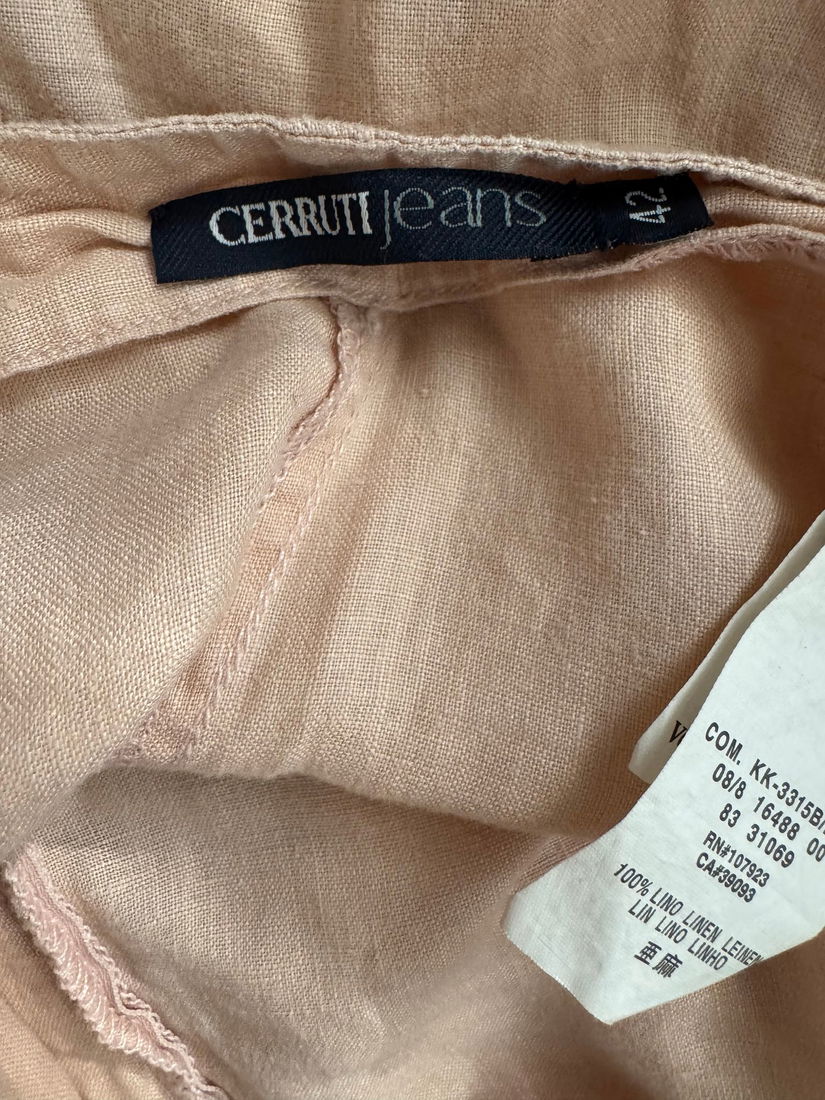 CERRUTI jeans 42
COM. KK-3315B/
08/8 16488 00
83 31069
RN#107923
CA#39093
100% LINO LINEN LEINEN
LIN LINO LINHO
亜麻